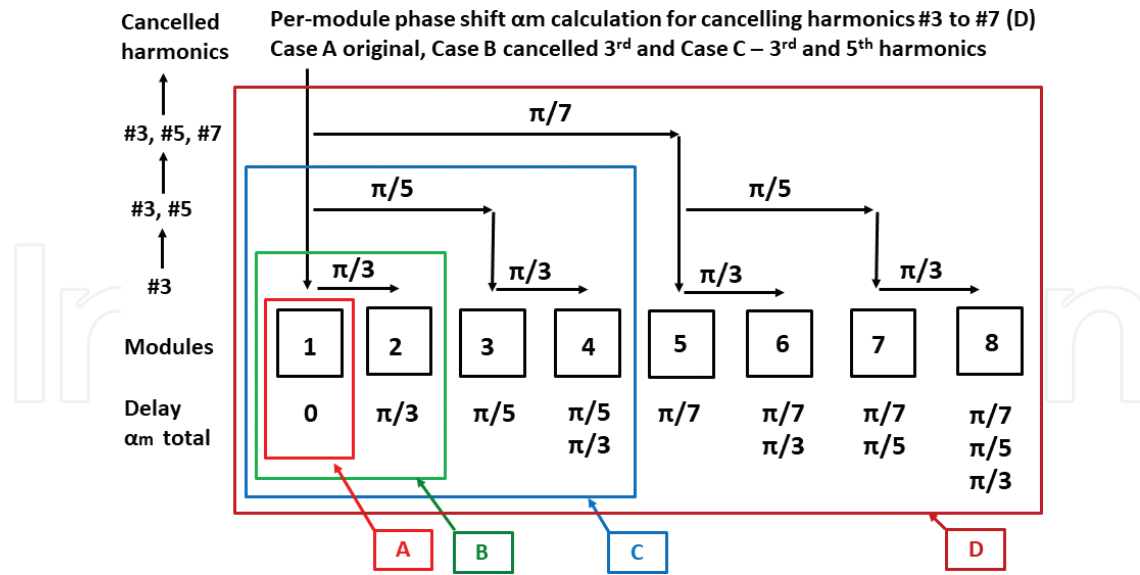 Cancelled
harmonics
Per-module phase shift αm calculation for cancelling harmonics #3 to #7 (D)
Case A original, Case B cancelled 3rd and Case C – 3rd and 5th harmonics
#3, #5, #7
π/7
#3, #5
π/5
π/5
#3
π/3
π/3
π/3
π/3
Modules
1
2
3
4
5
6
7
8
Delay
αm total
0
π/3
π/5
π/5
π/3
π/7
π/7
π/3
π/7
π/5
π/7
π/5
π/3
A
B
C
D